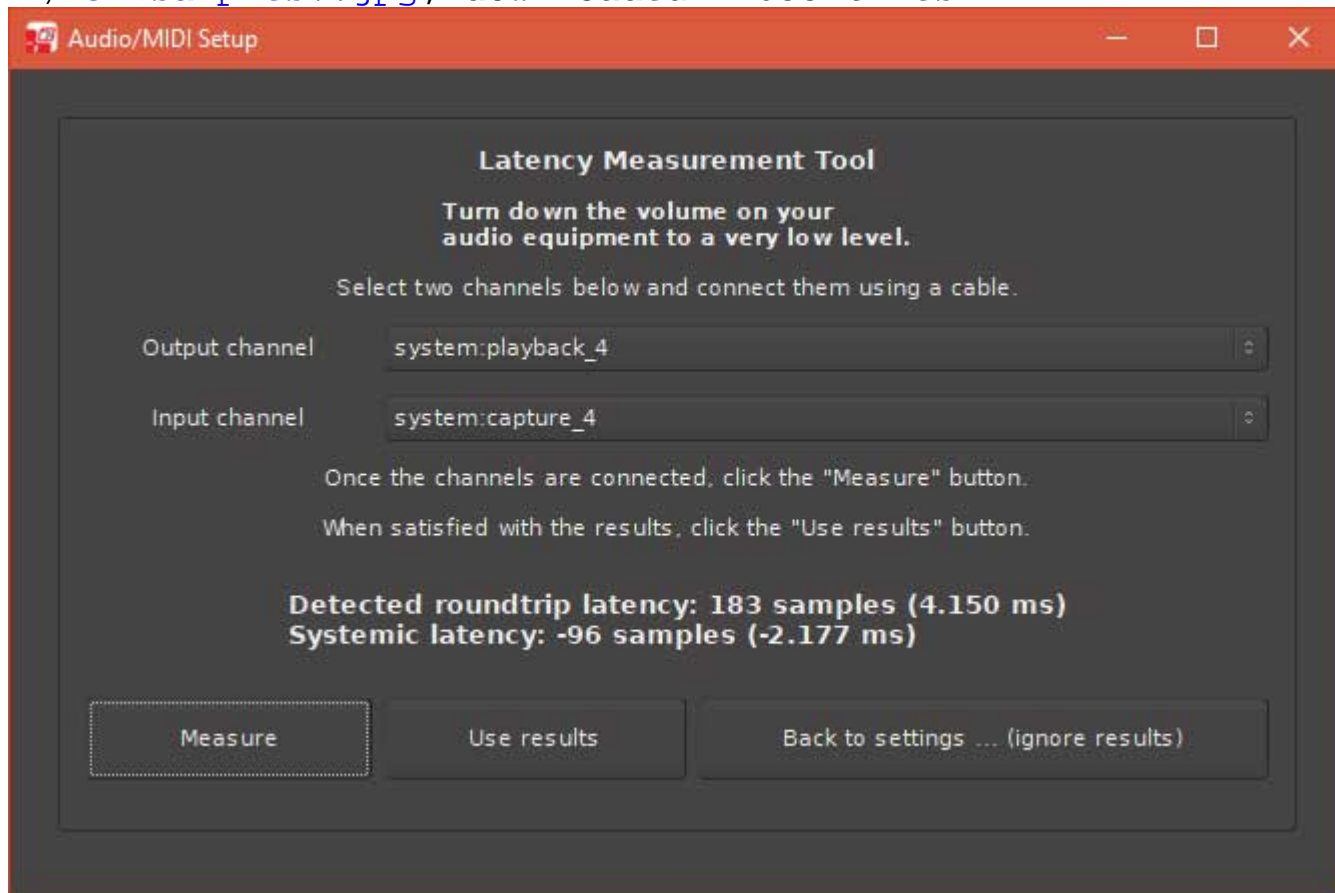 Audio/MIDI Setup
Latency Measurement Tool
Turn down the volume on your
audio equipment to a very low level.
Select two channels below and connect them using a cable.
Output channel system:playback_4
Input channel system:capture_4
Once the channels are connected, click the "Measure" button.
When satisfied with the results, click the "Use results" button.
Detected roundtrip latency: 183 samples (4.150 ms)
Systemic latency: -96 samples (-2.177 ms)
Measure Use results Back to settings ... (ignore results)